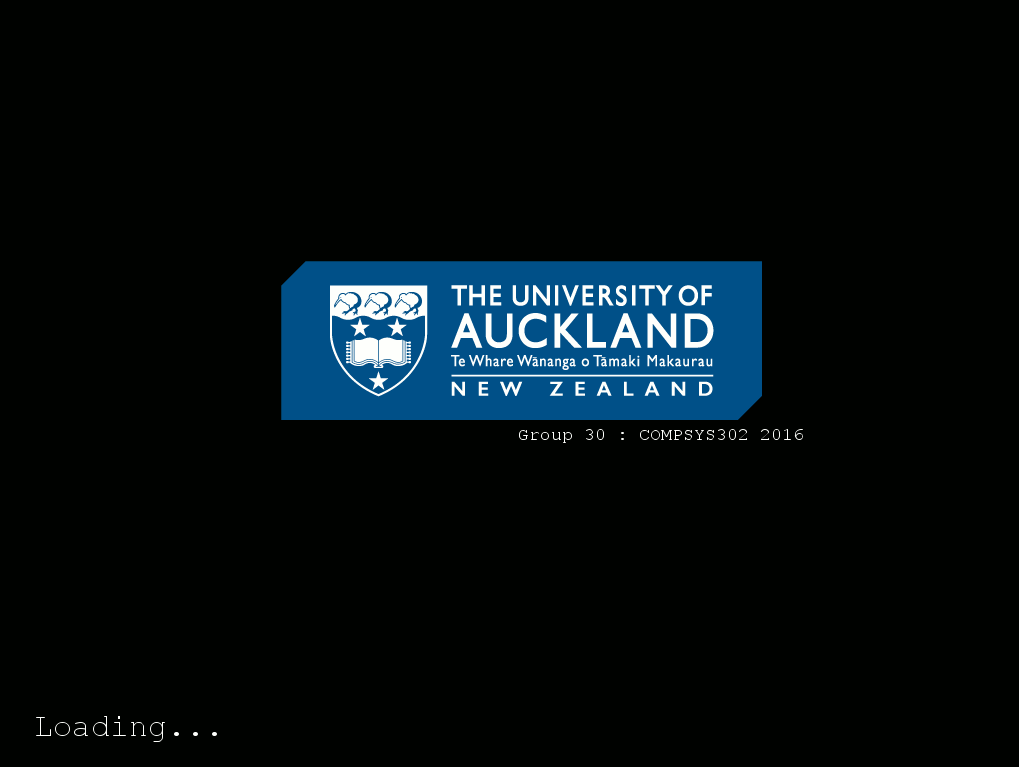 THE UNIVERSITY OF
AUCKLAND
Te Whare Wānanga o Tāmaki Makaurau
NEW ZEALAND
Group 30 : COMPSYS302 2016
Loading...